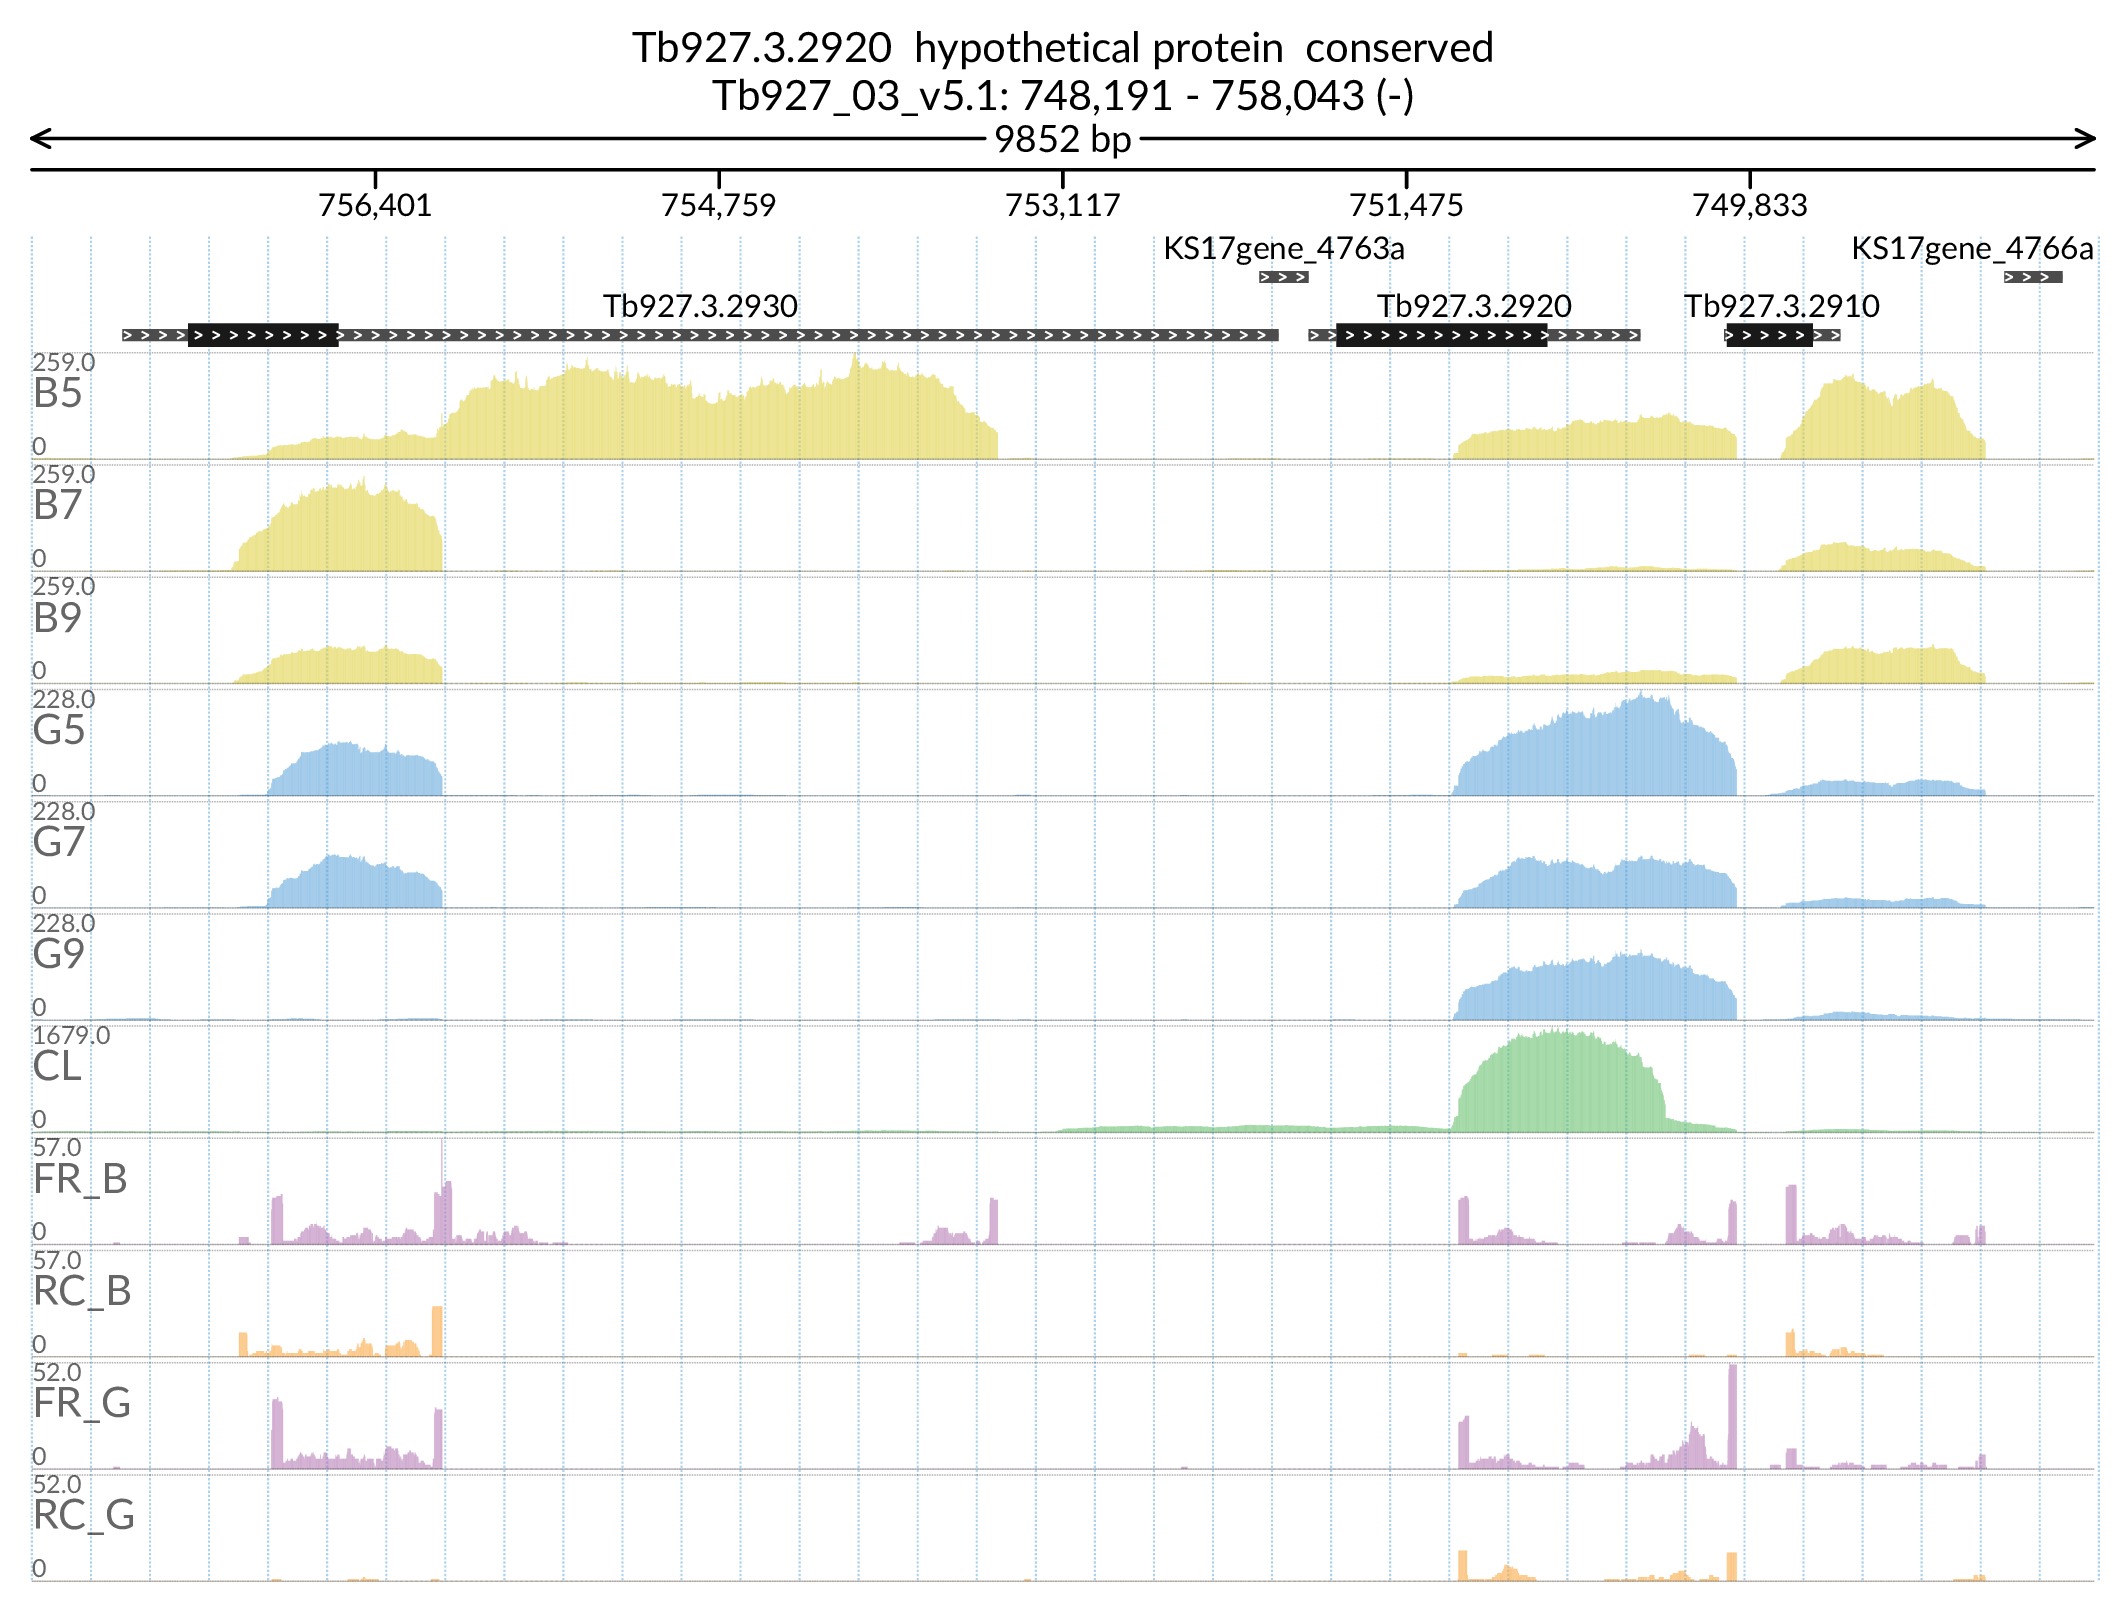 Tb927.3.2920  hypothetical protein  conserved
Tb927_03_v5.1: 748,191 - 758,043 (-)
9852 bp
756,401 754,759 753,117 751,475 749,833
KS17gene_4763a KS17gene_4766a
Tb927.3.2930 Tb927.3.2920 Tb927.3.2910
259.0
B5
0
259.0
B7
0
259.0
B9
0
228.0
G5
0
228.0
G7
0
228.0
G9
0
1679.0
CL
0
57.0
FR_B
0
57.0
RC_B
0
52.0
FR_G
0
52.0
RC_G
0